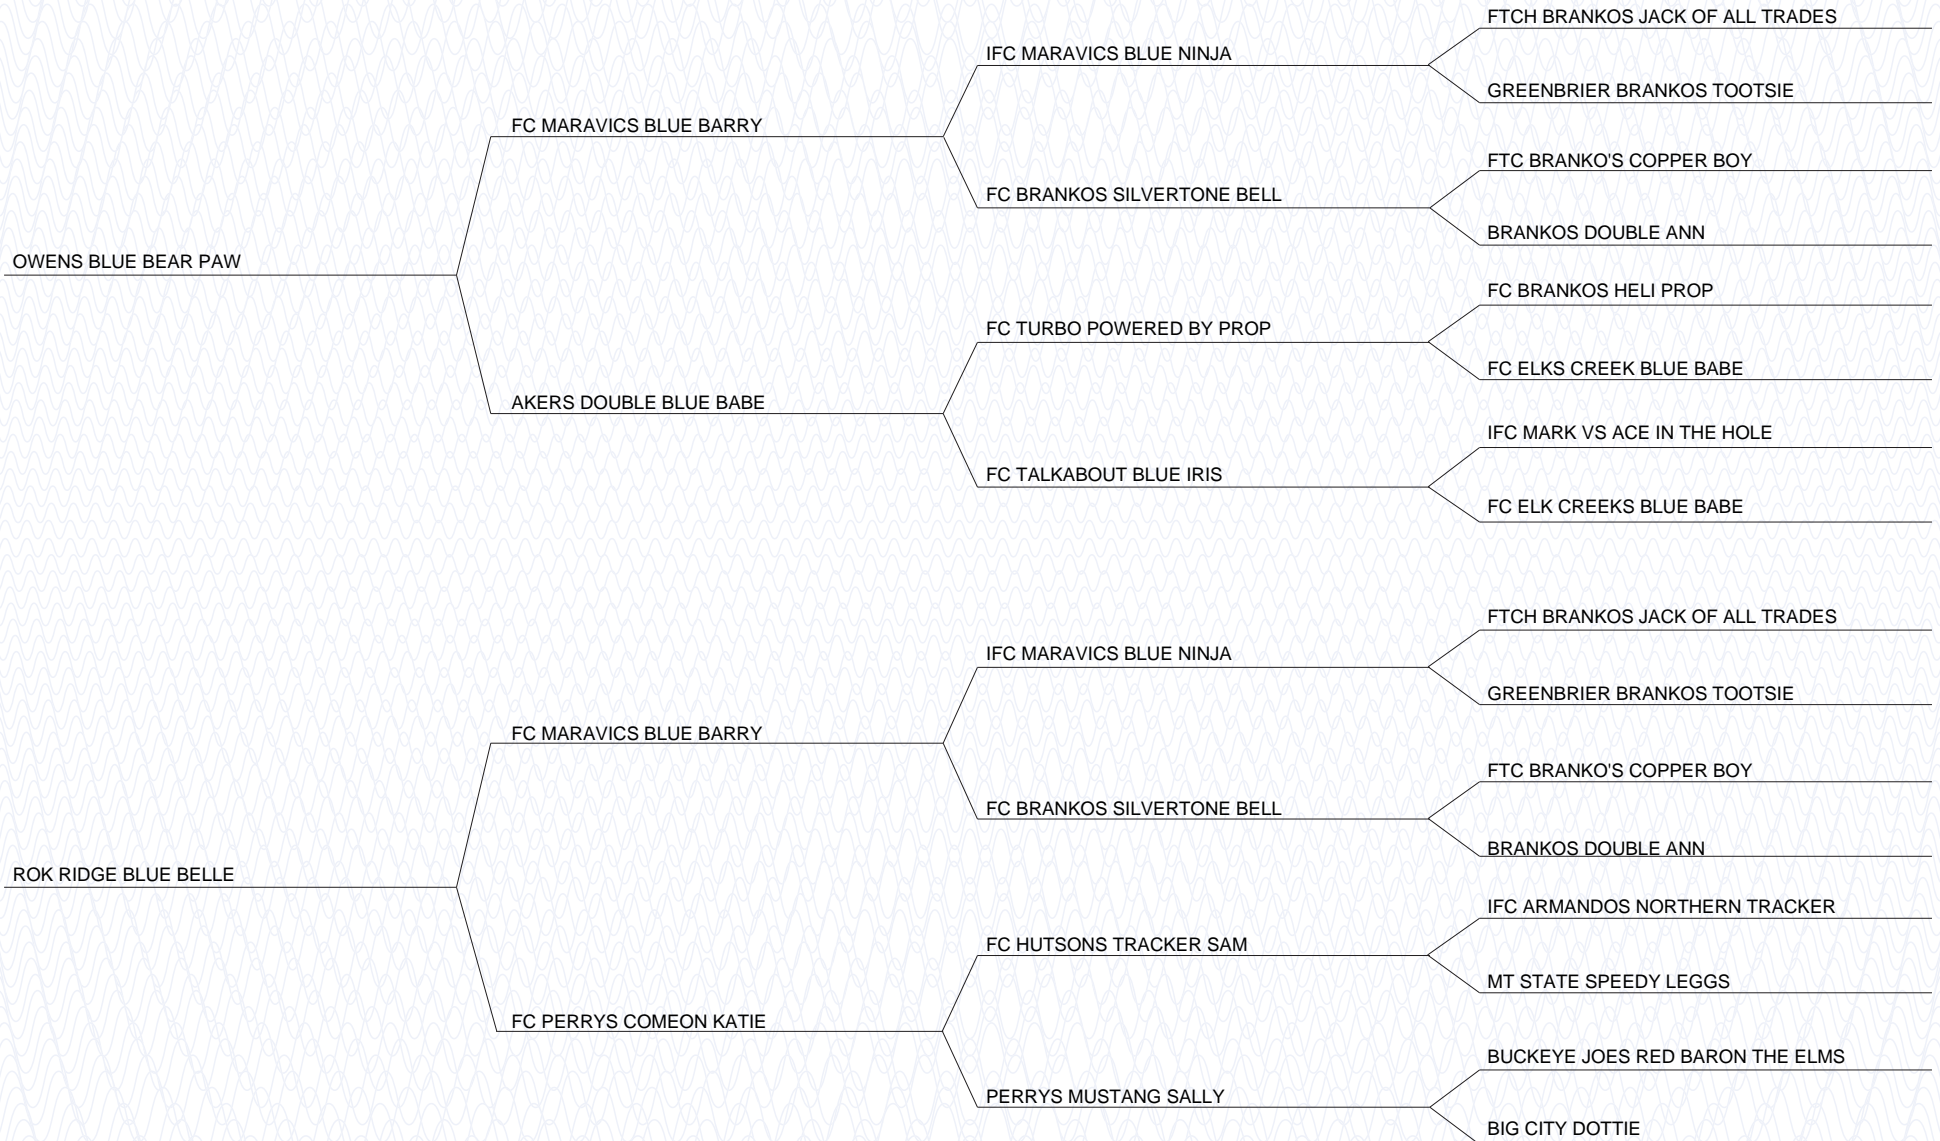 FTCH BRANKOS JACK OF ALL TRADES
IFC MARAVICS BLUE NINJA
GREENBRIER BRANKOS TOOTSIE
FC MARAVICS BLUE BARRY
FTC BRANKO'S COPPER BOY
FC BRANKOS SILVERTONE BELL
BRANKOS DOUBLE ANN
OWENS BLUE BEAR PAW
FC BRANKOS HELI PROP
FC TURBO POWERED BY PROP
FC ELKS CREEK BLUE BABE
AKERS DOUBLE BLUE BABE
IFC MARK VS ACE IN THE HOLE
FC TALKABOUT BLUE IRIS
FC ELK CREEKS BLUE BABE
FTCH BRANKOS JACK OF ALL TRADES
IFC MARAVICS BLUE NINJA
GREENBRIER BRANKOS TOOTSIE
FC MARAVICS BLUE BARRY
FTC BRANKO'S COPPER BOY
FC BRANKOS SILVERTONE BELL
BRANKOS DOUBLE ANN
ROK RIDGE BLUE BELLE
IFC ARMANDOS NORTHERN TRACKER
FC HUTSONS TRACKER SAM
MT STATE SPEEDY LEGGS
FC PERRYS COMEON KATIE
BUCKEYE JOES RED BARON THE ELMS
PERRYS MUSTANG SALLY
BIG CITY DOTTIE